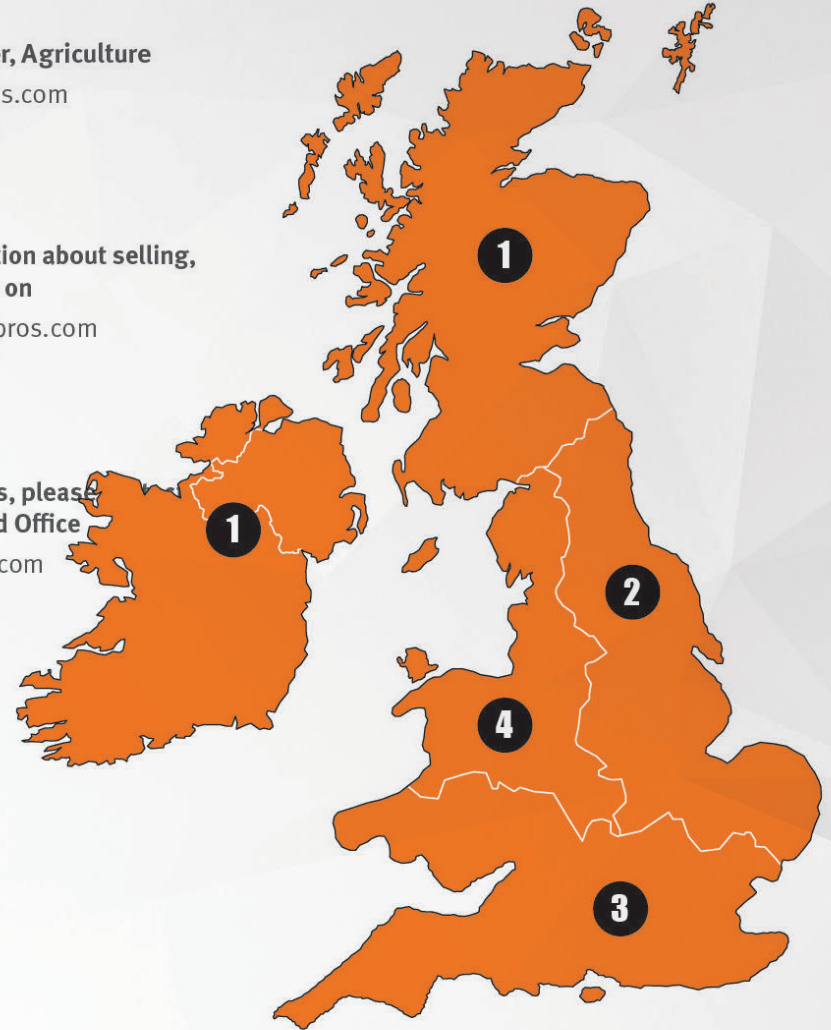 r, Agriculture
s.com
tion about selling,
on
pros.com
s, please
d Office
com
1
1
2
4
3